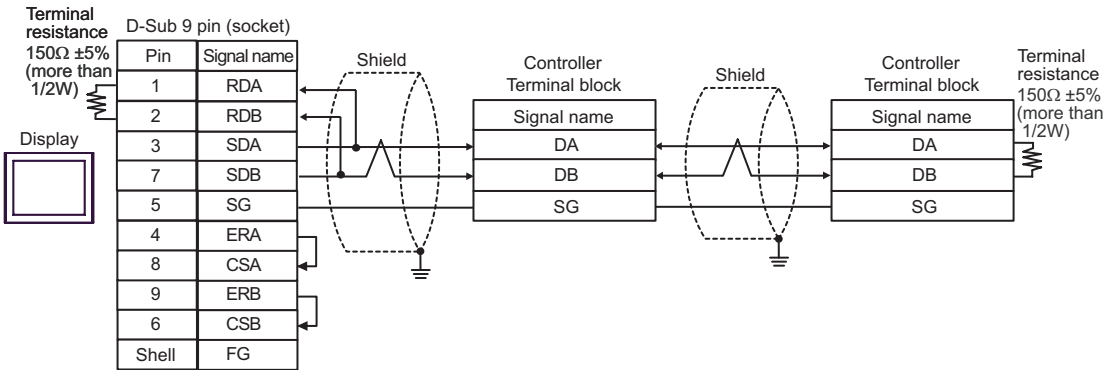 Terminal
resistance
150Ω ±5%
(more than
1/2W)
Display
D-Sub 9 pin (socket)
Pin Signal name
1 RDA
2 RDB
3 SDA
7 SDB
5 SG
4 ERA
8 CSA
9 ERB
6 CSB
Shell FG
Shield
Controller
Terminal block
Signal name
DA
DB
SG
Shield
Controller
Terminal block
Signal name
DA
DB
SG
Terminal
resistance
150Ω ±5%
(more than
1/2W)